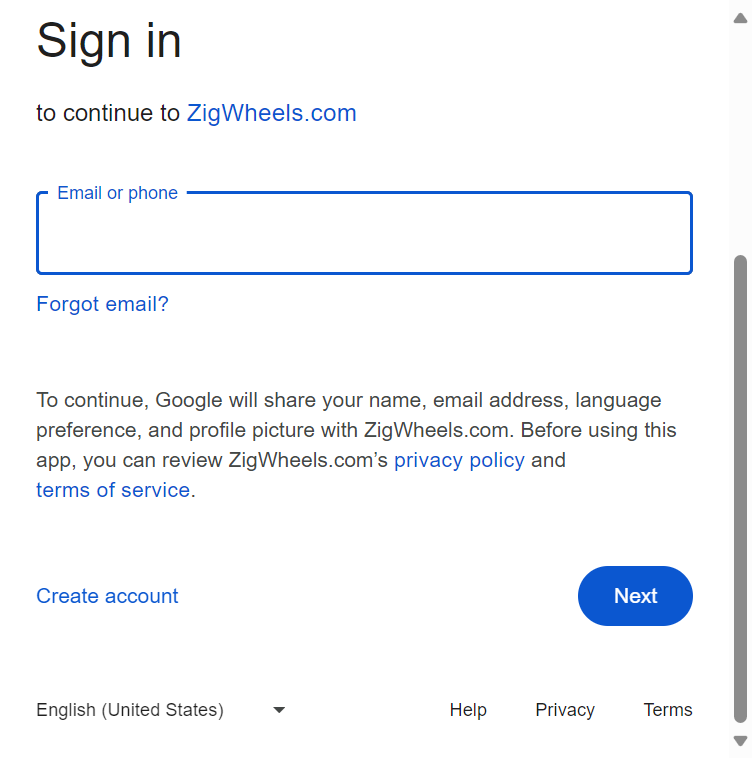 Sign in
to continue to ZigWheels.com
Email or phone
Forgot email?
To continue, Google will share your name, email address, language
preference, and profile picture with ZigWheels.com. Before using this
app, you can review ZigWheels.com’s privacy policy and
terms of service.
Create account
Next
English (United States)
Help
Privacy
Terms